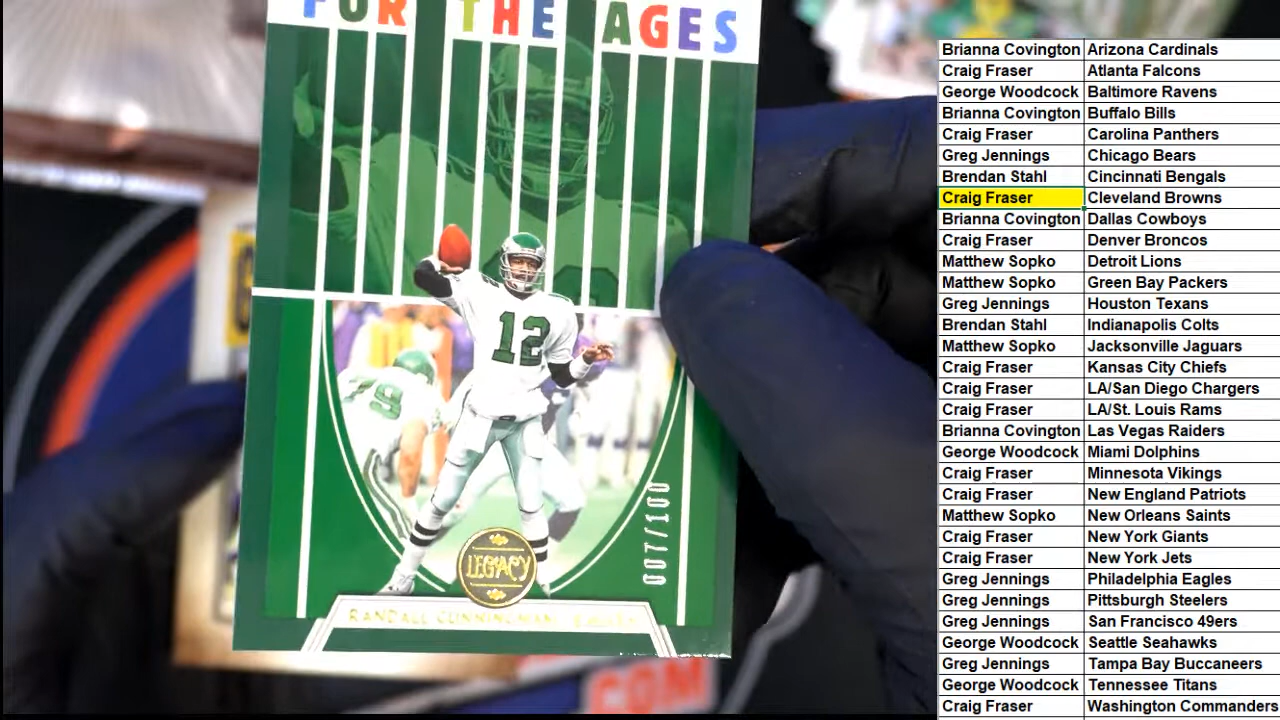 FOR THE AGES
12
79
007/100
LEGACY
RANDALL CUNNINGHAM
COM
Brianna Covington Arizona Cardinals
Craig Fraser Atlanta Falcons
George Woodcock Baltimore Ravens
Brianna Covington Buffalo Bills
Craig Fraser Carolina Panthers
Greg Jennings Chicago Bears
Brendan Stahl Cincinnati Bengals
Craig Fraser Cleveland Browns
Brianna Covington Dallas Cowboys
Craig Fraser Denver Broncos
Matthew Sopko Detroit Lions
Matthew Sopko Green Bay Packers
Greg Jennings Houston Texans
Brendan Stahl Indianapolis Colts
Matthew Sopko Jacksonville Jaguars
Craig Fraser Kansas City Chiefs
Craig Fraser LA/San Diego Chargers
Craig Fraser LA/St. Louis Rams
Brianna Covington Las Vegas Raiders
George Woodcock Miami Dolphins
Craig Fraser Minnesota Vikings
Craig Fraser New England Patriots
Matthew Sopko New Orleans Saints
Craig Fraser New York Giants
Craig Fraser New York Jets
Greg Jennings Philadelphia Eagles
Greg Jennings Pittsburgh Steelers
Greg Jennings San Francisco 49ers
George Woodcock Seattle Seahawks
Greg Jennings Tampa Bay Buccaneers
George Woodcock Tennessee Titans
Craig Fraser Washington Commanders